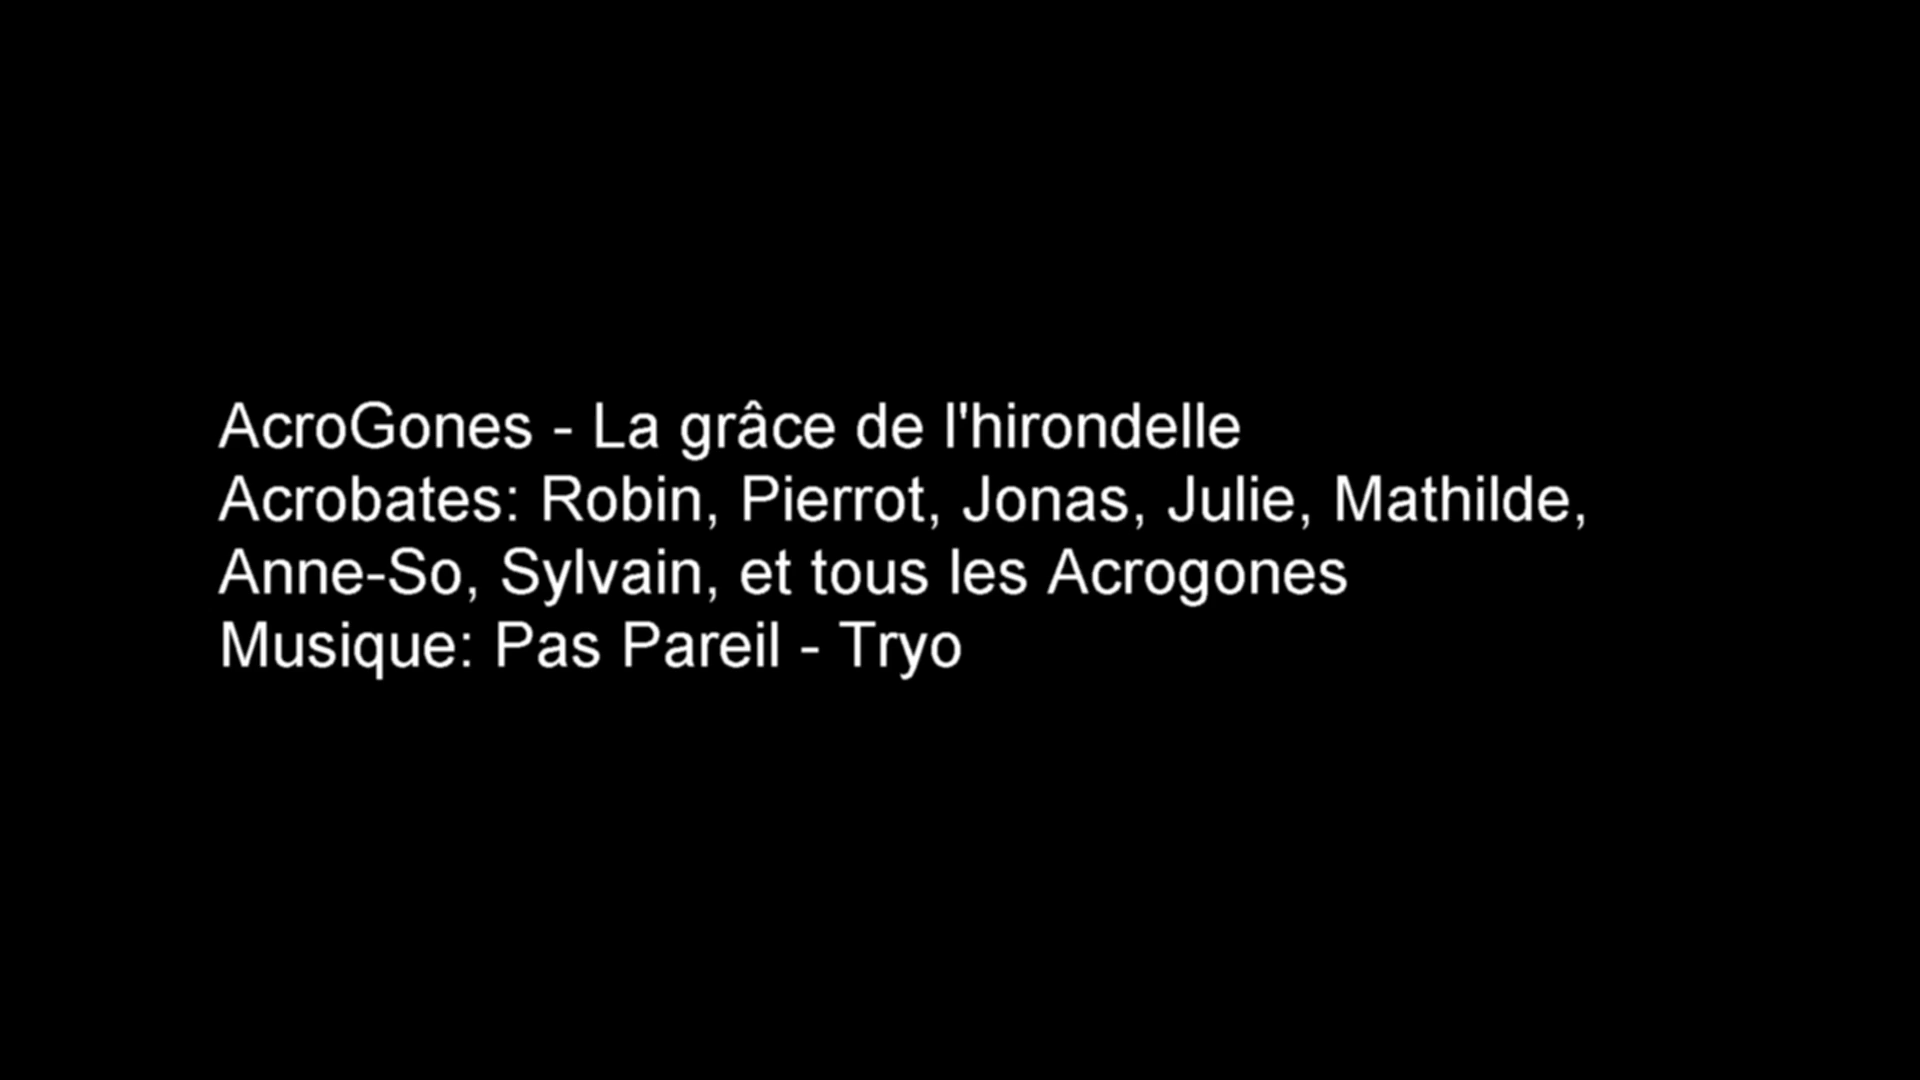 AcroGones - La grâce de l'hirondelle
Acrobates: Robin, Pierrot, Jonas, Julie, Mathilde,
Anne-So, Sylvain, et tous les Acrogones
Musique: Pas Pareil - Tryo